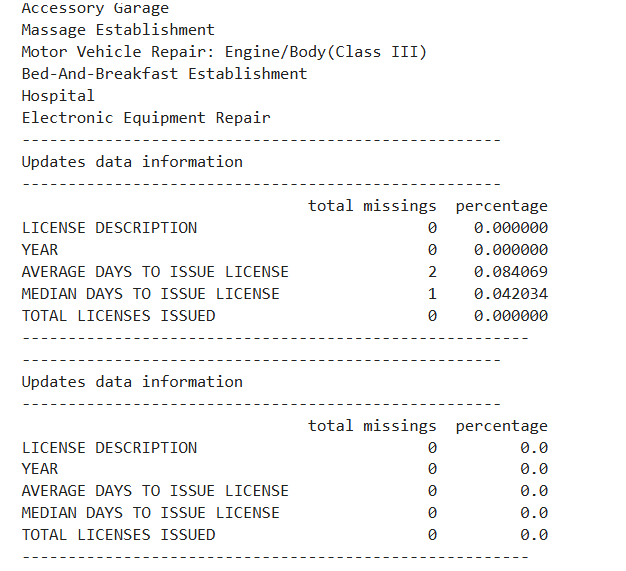 Accessory Garage
Massage Establishment
Motor Vehicle Repair: Engine/Body(Class III)
Bed-And-Breakfast Establishment
Hospital
Electronic Equipment Repair
----------------------------------------------------
Updates data information
----------------------------------------------------
total missings percentage
LICENSE DESCRIPTION 0 0.000000
YEAR 0 0.000000
AVERAGE DAYS TO ISSUE LICENSE 2 0.084069
MEDIAN DAYS TO ISSUE LICENSE 1 0.042034
TOTAL LICENSES ISSUED 0 0.000000
-------------------------------------------------------
----------------------------------------------------
Updates data information
----------------------------------------------------
total missings percentage
LICENSE DESCRIPTION 0 0.0
YEAR 0 0.0
AVERAGE DAYS TO ISSUE LICENSE 0 0.0
MEDIAN DAYS TO ISSUE LICENSE 0 0.0
TOTAL LICENSES ISSUED 0 0.0
-------------------------------------------------------